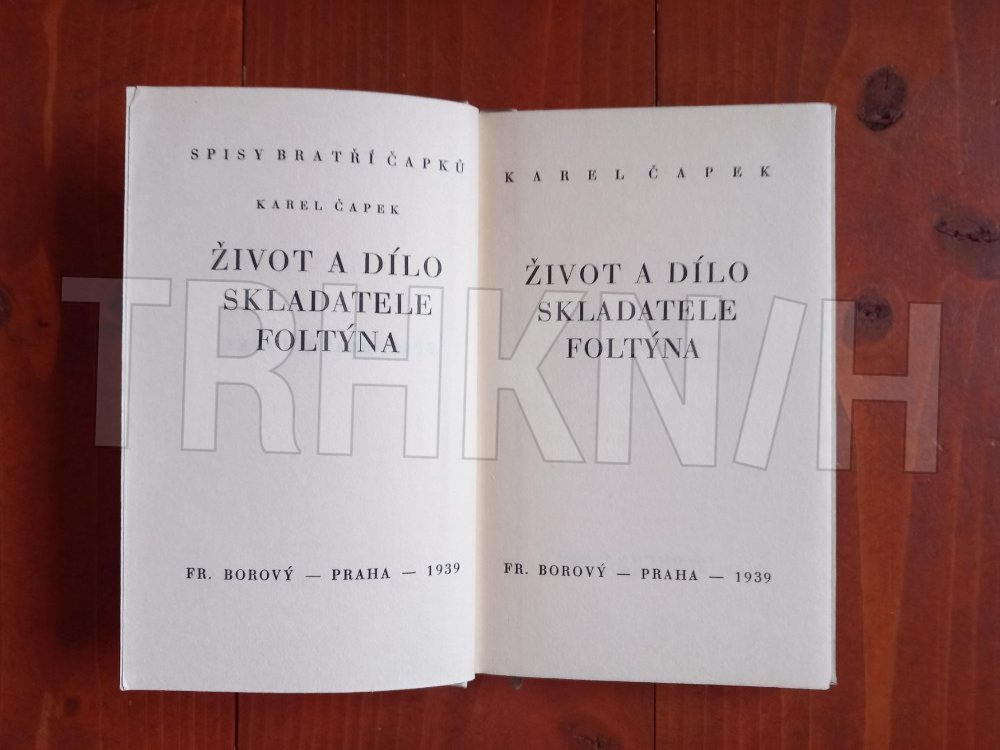 SPISY BRATŘÍ ČAPKŮ
KAREL ČAPEK
ŽIVOT A DÍLO
SKLADATELE
FOLTÝNA
FR. BOROVÝ — PRAHA — 1939
KAREL ČAPEK
ŽIVOT A DÍLO
SKLADATELE
FOLTÝNA
FR. BOROVÝ — PRAHA — 1939
TRHKNIH